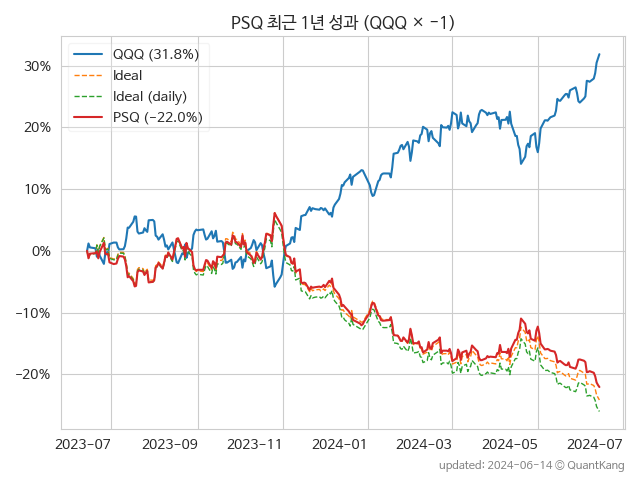 PSQ 최근 1년 성과 (QQQ × −1)
QQQ (31.8%)
Ideal
Ideal (daily)
PSQ (−22.0%)
30%
20%
10%
0%
−10%
−20%
2023−07
2023−09
2023−11
2024−01
2024−03
2024−05
2024−07
updated: 2024−06−14 © QuantKang